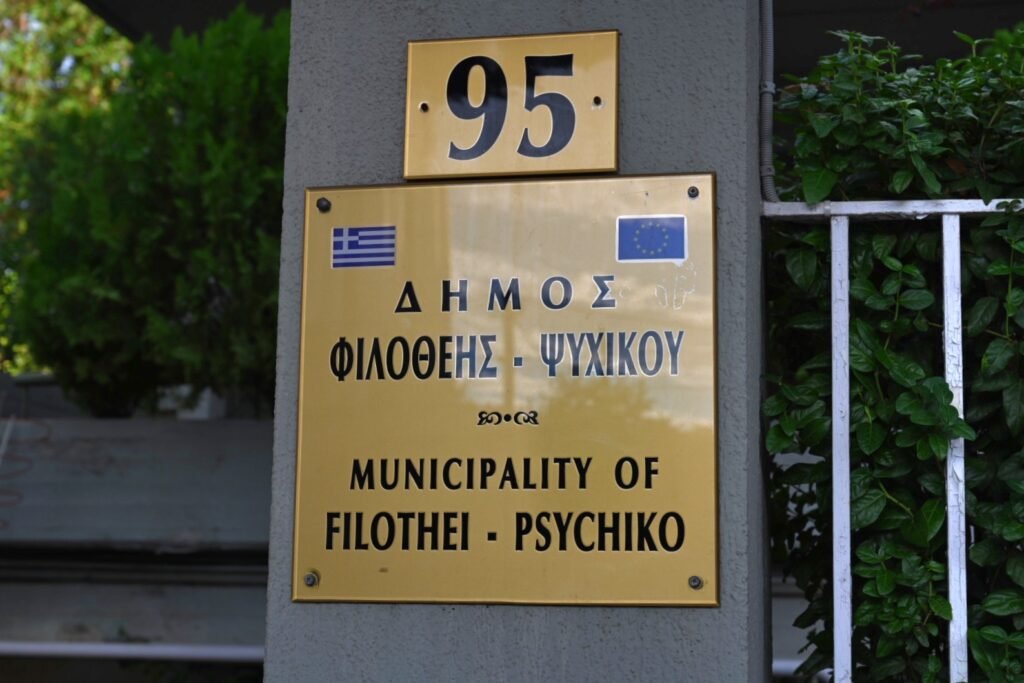 95
ΔΗΜΟΣ
ΦΙΛΟΘΕΗΣ - ΨΥΧΙΚΟΥ
MUNICIPALITY OF
FILOTHEI - PSYCHIKO